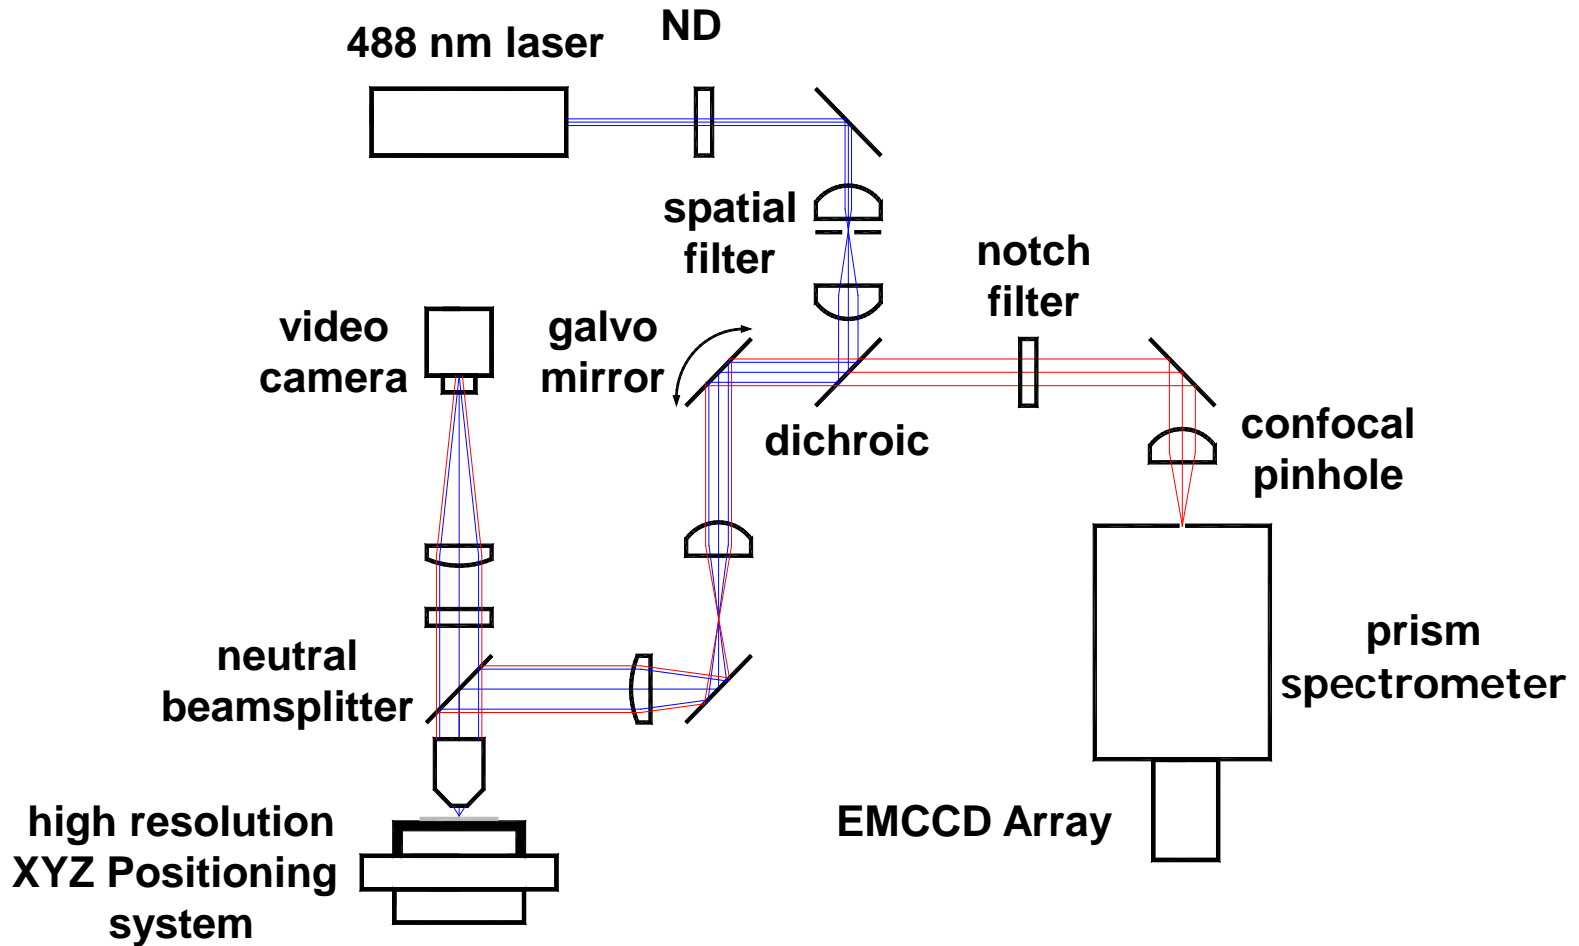 ND
488 nm laser
spatial
filter
notch
filter
video
camera
galvo
mirror
dichroic
confocal
pinhole
neutral
beamsplitter
prism
spectrometer
high resolution
XYZ Positioning
system
EMCCD Array